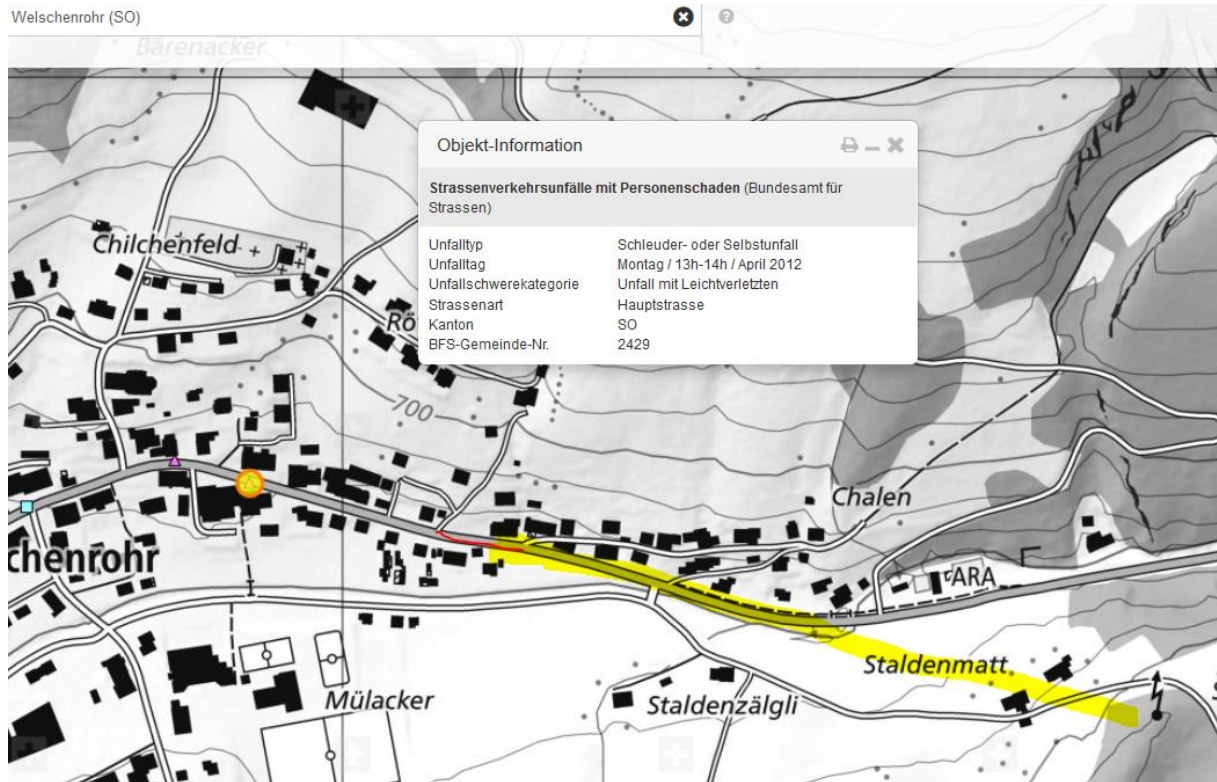 Welschenrohr (SO)
Bärenacker
Objekt-Information
Strassenverkehrsunfälle mit Personenschaden (Bundesamt für
Strassen)
Unfalltyp Schleuder- oder Selbstunfall
Unfalltag Montag / 13h-14h / April 2012
Unfallschwerekategorie Unfall mit Leichtverletzten
Strassenart Hauptstrasse
Kanton SO
BFS-Gemeinde-Nr. 2429
Chilchenfeld
Rö
700
Chalen
chenrohr
ARA
Staldenmatt
Mülacker
Staldenzälgli
S